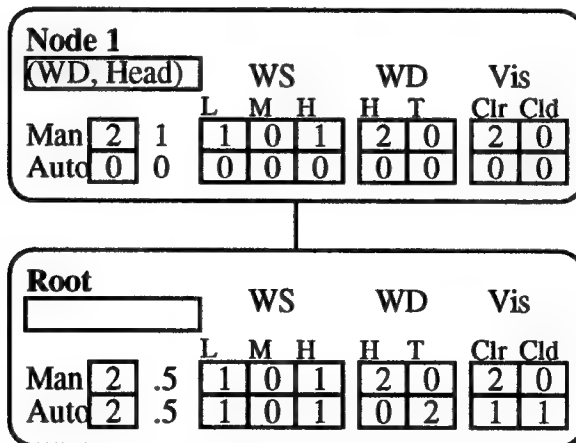 Node 1
(WD, Head) WS WD Vis
L M H H T Clr Cld
Man 2 1 1 0 1 2 0 2 0
Auto 0 0 0 0 0 0 0 0 0
Root
WS WD Vis
L M H H T Clr Cld
Man 2 .5 1 0 1 2 0 2 0
Auto 2 .5 1 0 1 0 2 1 1